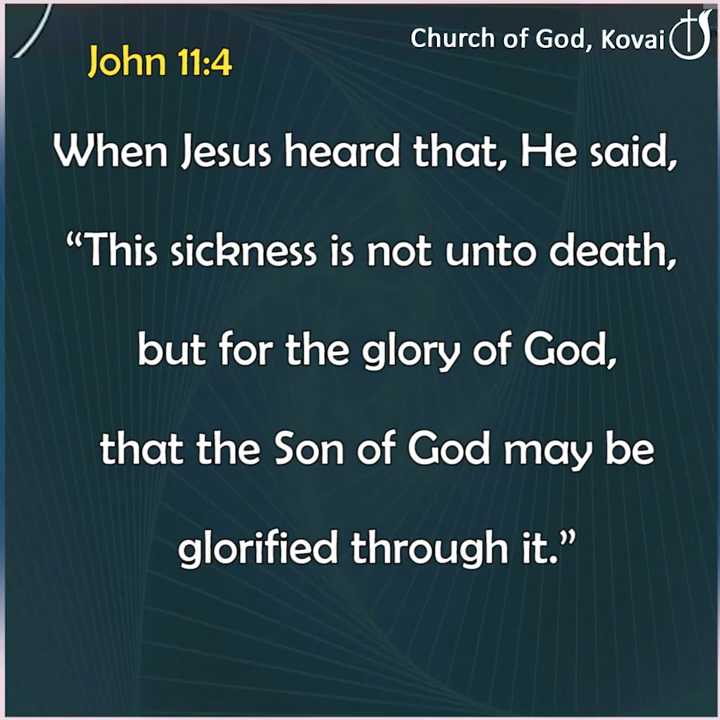 Church of God, Kovai
John 11:4
When Jesus heard that, He said,
“This sickness is not unto death,
but for the glory of God,
that the Son of God may be
glorified through it.”